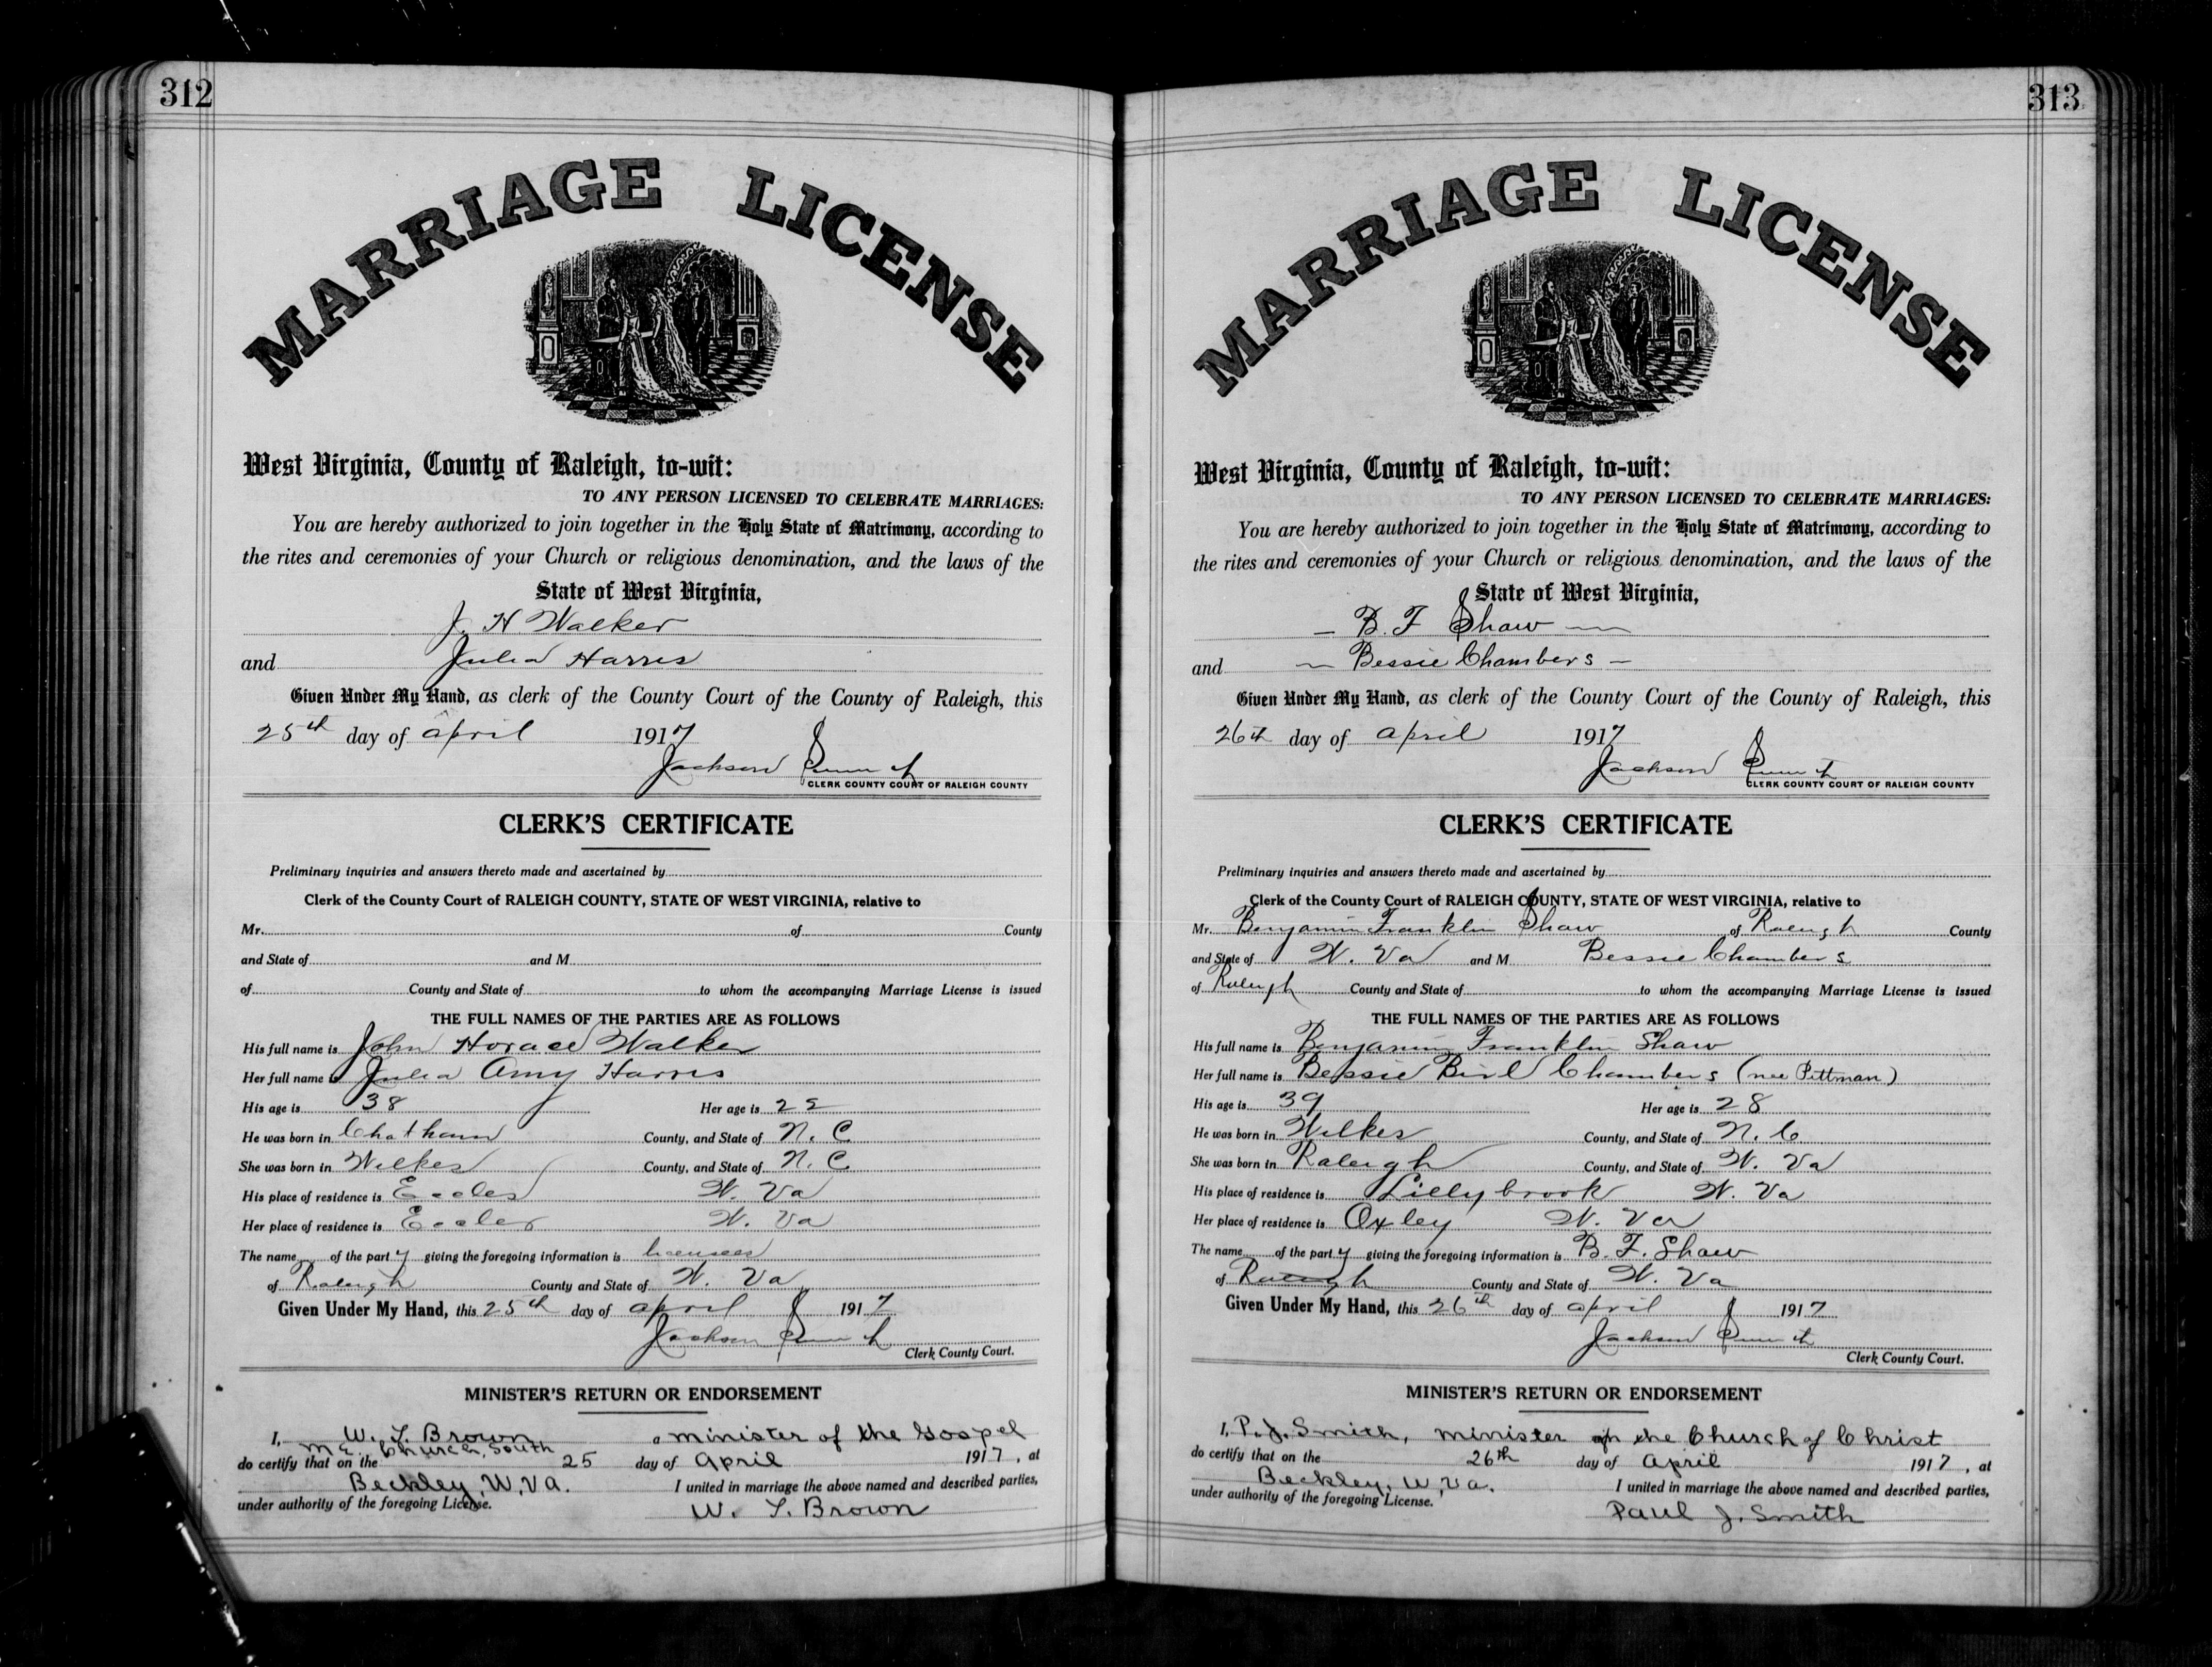 312
MARRIAGE LICENSE
West Virginia, County of Raleigh, to-wit:
TO ANY PERSON LICENSED TO CELEBRATE MARRIAGES:
You are hereby authorized to join together in the Holy State of Matrimony, according to
the rites and ceremonies of your Church or religious denomination, and the laws of the
State of West Virginia,
J. H. Walker
and Julia Harris
Given Under My Hand, as clerk of the County Court of the County of Raleigh, this
25th day of april 1917
Jackson Smith
CLERK COUNTY COURT OF RALEIGH COUNTY
CLERK'S CERTIFICATE
Preliminary inquiries and answers thereto made and ascertained by
Clerk of the County Court of RALEIGH COUNTY, STATE OF WEST VIRGINIA, relative to
Mr. of County
and State of and M
of County and State of to whom the accompanying Marriage License is issued
THE FULL NAMES OF THE PARTIES ARE AS FOLLOWS
His full name is John Horace Walker
Her full name is Julia Amy Harris
His age is 38 Her age is 22
He was born in Chatham County, and State of N. C.
She was born in Wilkes County, and State of N. C.
His place of residence is Eccles W. Va
Her place of residence is Eccles W. Va
The name of the party giving the foregoing information is licensees
of Raleigh County and State of W. Va
Given Under My Hand, this 25th day of april 1917
Jackson Smith
Clerk County Court.
MINISTER'S RETURN OR ENDORSEMENT
I, W. T. Brown a minister of the Gospel
M.E. Church, South
do certify that on the 25 day of April 1917, at
Beckley, W. Va. I united in marriage the above named and described parties,
under authority of the foregoing License.
W. T. Brown
313
MARRIAGE LICENSE
West Virginia, County of Raleigh, to-wit:
TO ANY PERSON LICENSED TO CELEBRATE MARRIAGES:
You are hereby authorized to join together in the Holy State of Matrimony, according to
the rites and ceremonies of your Church or religious denomination, and the laws of the
State of West Virginia,
B. F Shaw
and Bessie Chambers
Given Under My Hand, as clerk of the County Court of the County of Raleigh, this
26th day of april 1917
Jackson Smith
CLERK COUNTY COURT OF RALEIGH COUNTY
CLERK'S CERTIFICATE
Preliminary inquiries and answers thereto made and ascertained by
Clerk of the County Court of RALEIGH COUNTY, STATE OF WEST VIRGINIA, relative to
Mr. Benjamin Franklin Shaw of Raleigh County
and State of W. Va and M Bessie Chambers
of Raleigh County and State of to whom the accompanying Marriage License is issued
THE FULL NAMES OF THE PARTIES ARE AS FOLLOWS
His full name is Benjamin Franklin Shaw
Her full name is Bessie Birl Chambers (nee Pittman)
His age is 39 Her age is 28
He was born in Wilkes County, and State of N. C
She was born in Raleigh County, and State of W. Va
His place of residence is Lillybrook W. Va
Her place of residence is Oxley W. Va
The name of the party giving the foregoing information is B. F. Shaw
of Raleigh County and State of W. Va
Given Under My Hand, this 26th day of april 1917
Jackson Smith
Clerk County Court.
MINISTER'S RETURN OR ENDORSEMENT
I, P. J. Smith, minister in the Church of Christ
do certify that on the 26th day of April 1917, at
Beckley, W. Va. I united in marriage the above named and described parties,
under authority of the foregoing License.
Paul J. Smith